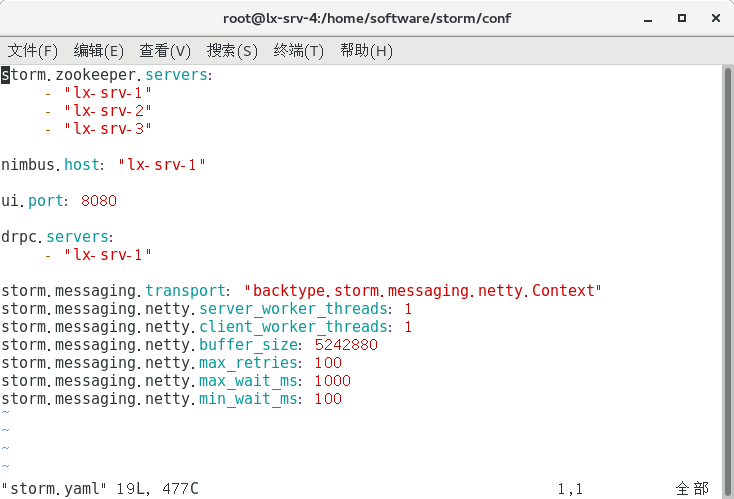 root@lx-srv-4:/home/software/storm/conf
文件(F) 编辑(E) 查看(V) 搜索(S) 终端(T) 帮助(H)
storm.zookeeper.servers:
- "lx-srv-1"
- "lx-srv-2"
- "lx-srv-3"
nimbus.host: "lx-srv-1"
ui.port: 8080
drpc.servers:
- "lx-srv-1"
storm.messaging.transport: "backtype.storm.messaging.netty.Context"
storm.messaging.netty.server_worker_threads: 1
storm.messaging.netty.client_worker_threads: 1
storm.messaging.netty.buffer_size: 5242880
storm.messaging.netty.max_retries: 100
storm.messaging.netty.max_wait_ms: 1000
storm.messaging.netty.min_wait_ms: 100
~
~
~
~
"storm.yaml" 19L, 477C 1,1 全部